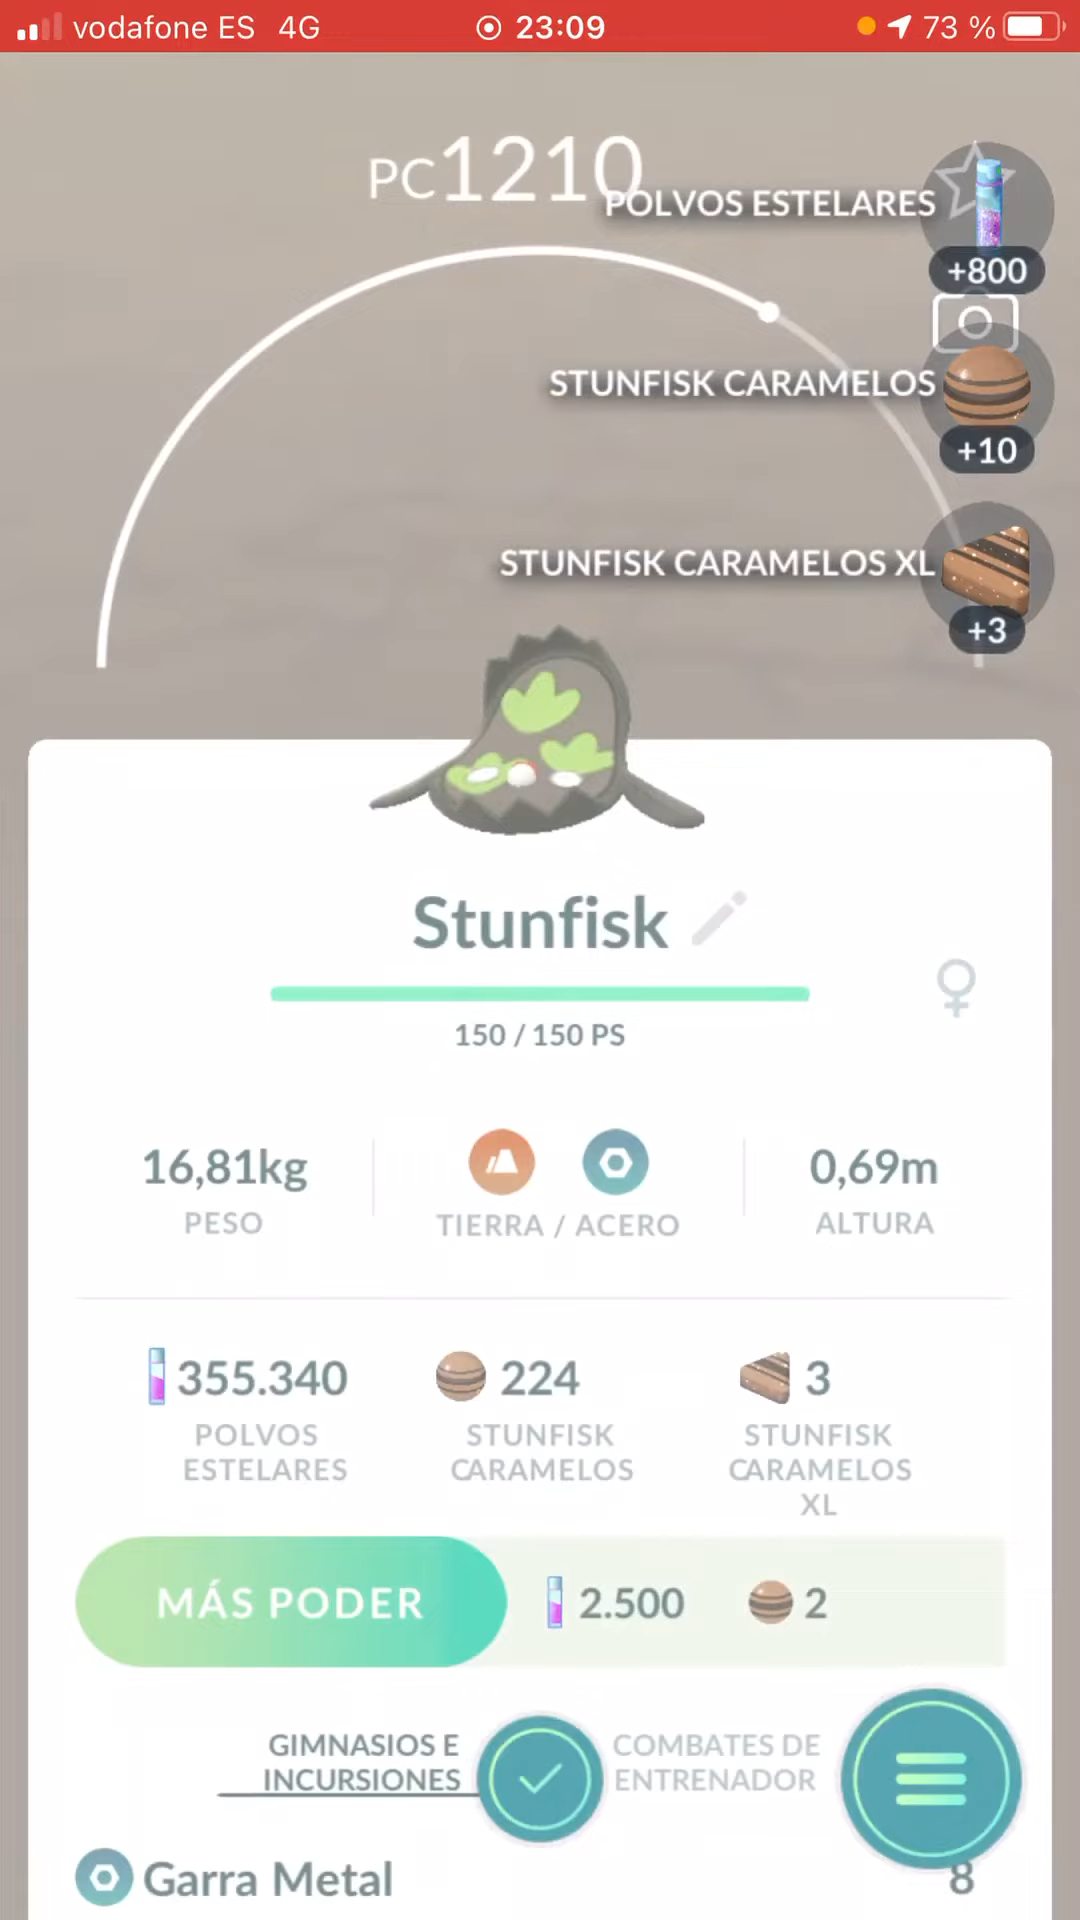 vodafone ES 4G 23:09 73 %
PC1210
POLVOS ESTELARES
+800
STUNFISK CARAMELOS
+10
STUNFISK CARAMELOS XL
+3
Stunfisk
150 / 150 PS
16,81kg
PESO
TIERRA / ACERO
0,69m
ALTURA
355.340
POLVOS
ESTELARES
224
STUNFISK
CARAMELOS
3
STUNFISK
CARAMELOS
XL
MÁS PODER
2.500
2
GIMNASIOS E
INCURSIONES
COMBATES DE
ENTRENADOR
Garra Metal
8